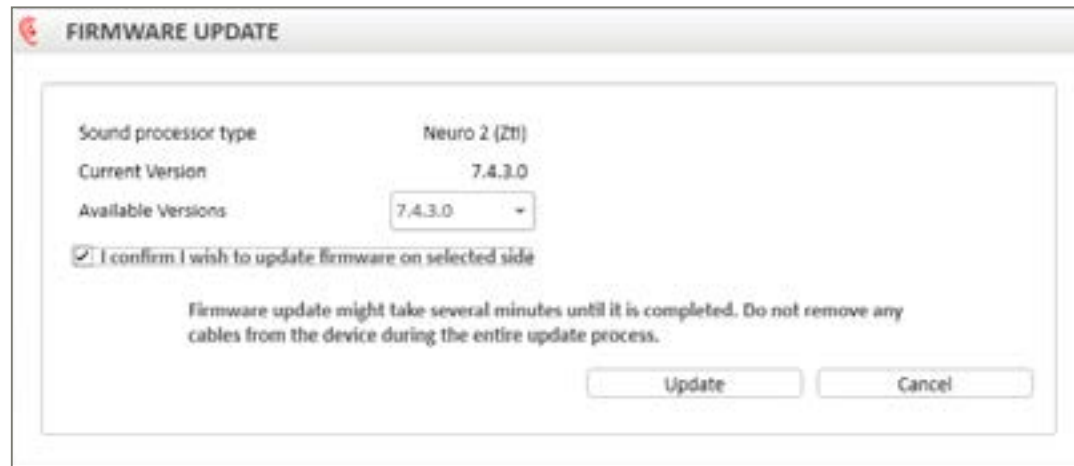 FIRMWARE UPDATE
Sound processor type Neuro 2 (Zti)
Current Version 7.4.3.0
Available Versions 7.4.3.0
I confirm I wish to update firmware on selected side
Firmware update might take several minutes until it is completed. Do not remove any
cables from the device during the entire update process.
Update Cancel